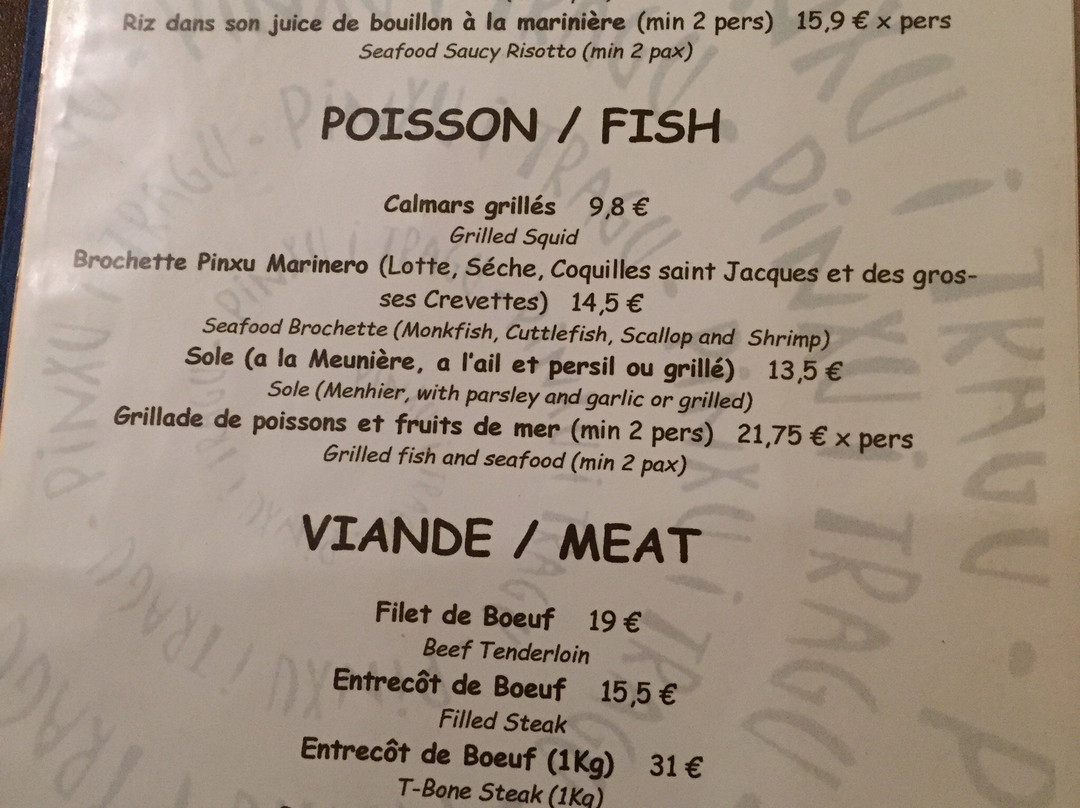 Riz dans son juice de bouillon à la marinière (min 2 pers) 15,9 € x pers
Seafood Saucy Risotto (min 2 pax)
POISSON / FISH
Calmars grillés 9,8 €
Grilled Squid
Brochette Pinxu Marinero (Lotte, Séche, Coquilles saint Jacques et des gros-
ses Crevettes) 14,5 €
Seafood Brochette (Monkfish, Cuttlefish, Scallop and Shrimp)
Sole (a la Meunière, a l'ail et persil ou grillé) 13,5 €
Sole (Menhier, with parsley and garlic or grilled)
Grillade de poissons et fruits de mer (min 2 pers) 21,75 € x pers
Grilled fish and seafood (min 2 pax)
VIANDE / MEAT
Filet de Boeuf 19 €
Beef Tenderloin
Entrecôt de Boeuf 15,5 €
Filled Steak
Entrecôt de Boeuf (1Kg) 31 €
T-Bone Steak (1Kg)